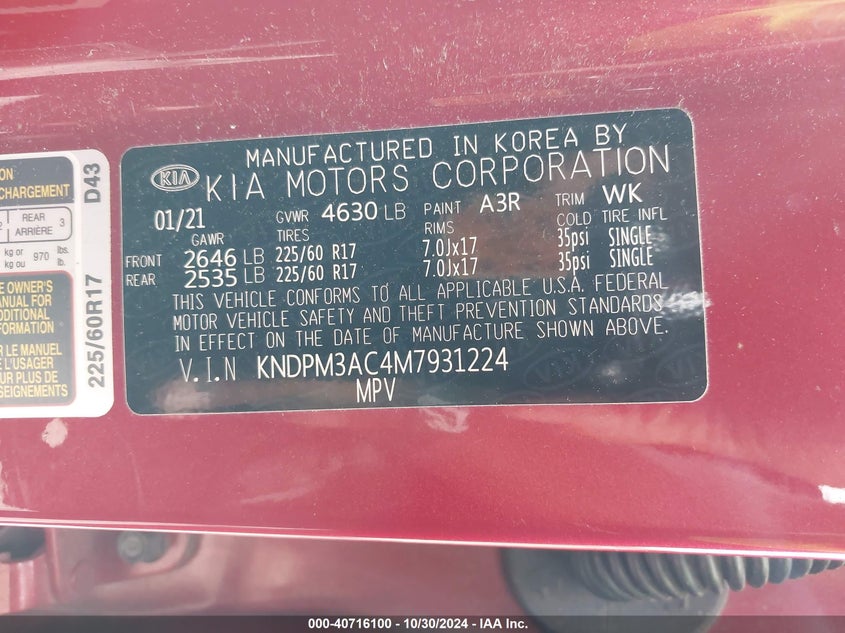 ON
CHARGEMENT
2 REAR ARRIÈRE 3
kg or kg ou 970 lbs. lb.
E OWNER'S
MANUAL FOR
ADDITIONAL
FORMATION
R LE MANUEL
E L'USAGER
R PLUS DE
225/60R17 D43
KIA
MANUFACTURED IN KOREA BY
KIA MOTORS CORPORATION
01/21 GVWR 4630 LB PAINT A3R TRIM WK
GAWR TIRES RIMS COLD TIRE INFL
FRONT 2646 LB 225/60 R17 7.0Jx17 35psi SINGLE
REAR 2535 LB 225/60 R17 7.0Jx17 35psi SINGLE
THIS VEHICLE CONFORMS TO ALL APPLICABLE U.S.A. FEDERAL
MOTOR VEHICLE SAFETY AND THEFT PREVENTION STANDARDS
IN EFFECT ON THE DATE OF MANUFACTURE SHOWN ABOVE.
V.I.N KNDPM3AC4M7931224
MPV
000-40716100 - 10/30/2024 - IAA Inc.